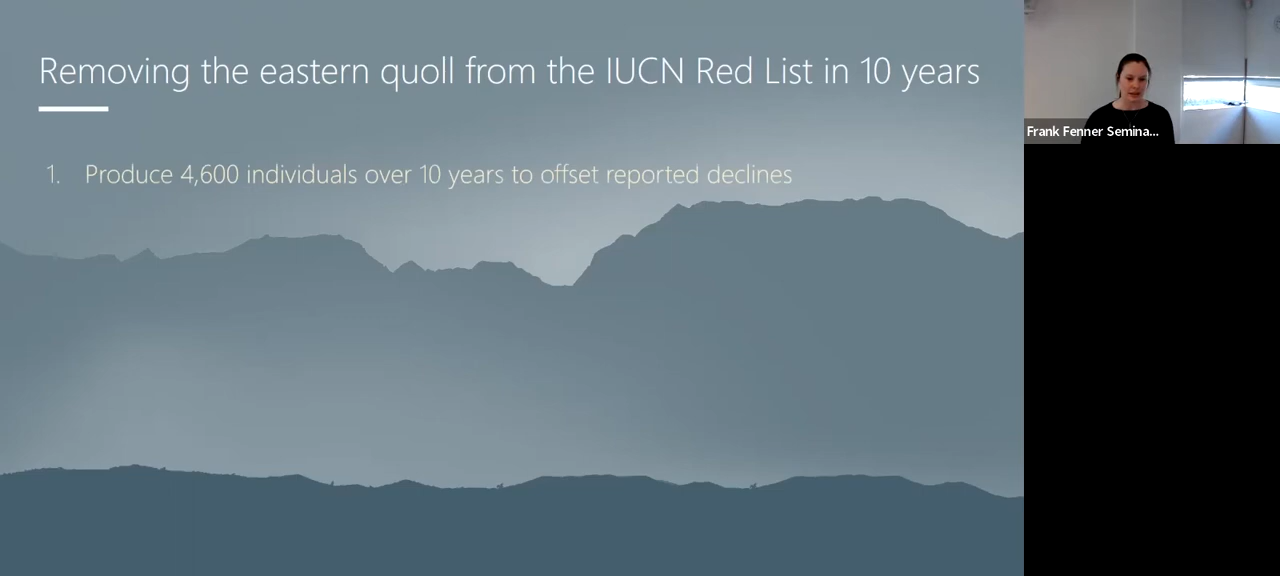 Removing the eastern quoll from the IUCN Red List in 10 years
1. Produce 4,600 individuals over 10 years to offset reported declines
Frank Fenner Semina...